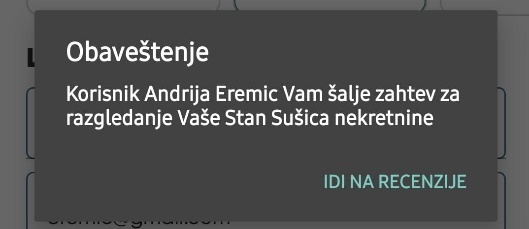 Obaveštenje
Korisnik Andrija Eremic Vam šalje zahtev za
razgledanje Vaše Stan Sušica nekretnine
IDI NA RECENZIJE